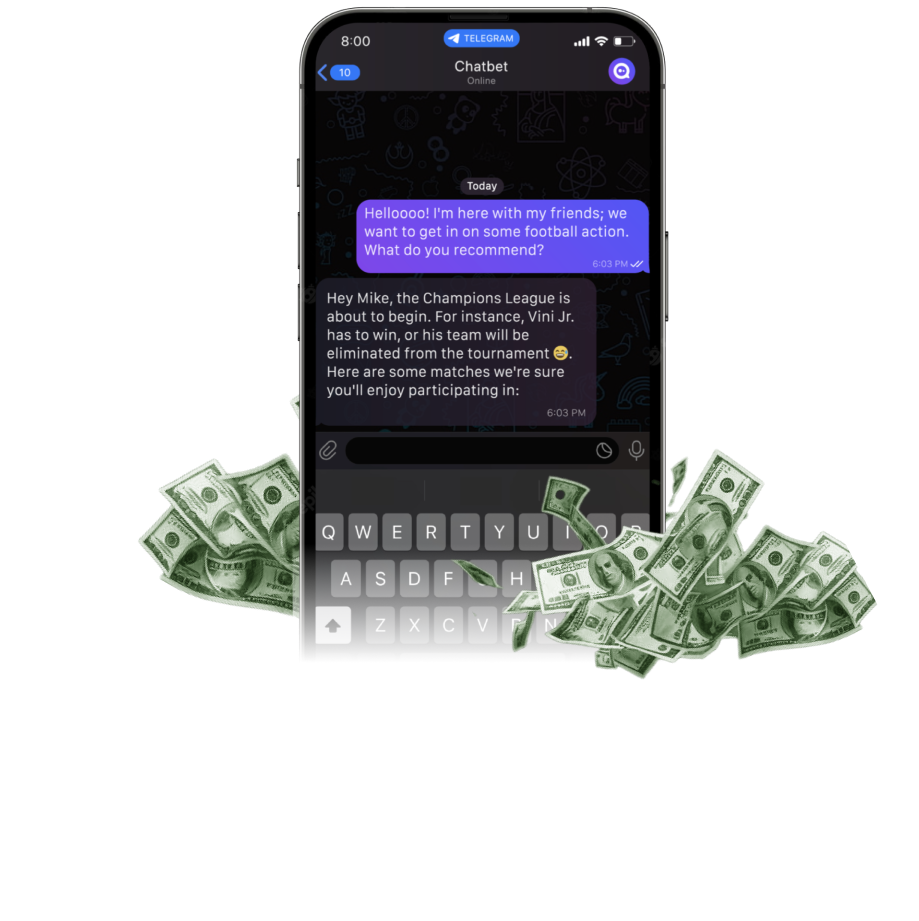 8:00
TELEGRAM
10
Chatbet
Online
Today
Helloooo! I'm here with my friends; we
want to get in on some football action.
What do you recommend?
6:03 PM
Hey Mike, the Champions League is
about to begin. For instance, Vini Jr.
has to win, or his team will be
eliminated from the tournament 😅.
Here are some matches we're sure
you'll enjoy participating in:
6:03 PM
Q W E R T Y U I O P
A S D F H
Z X C V B N